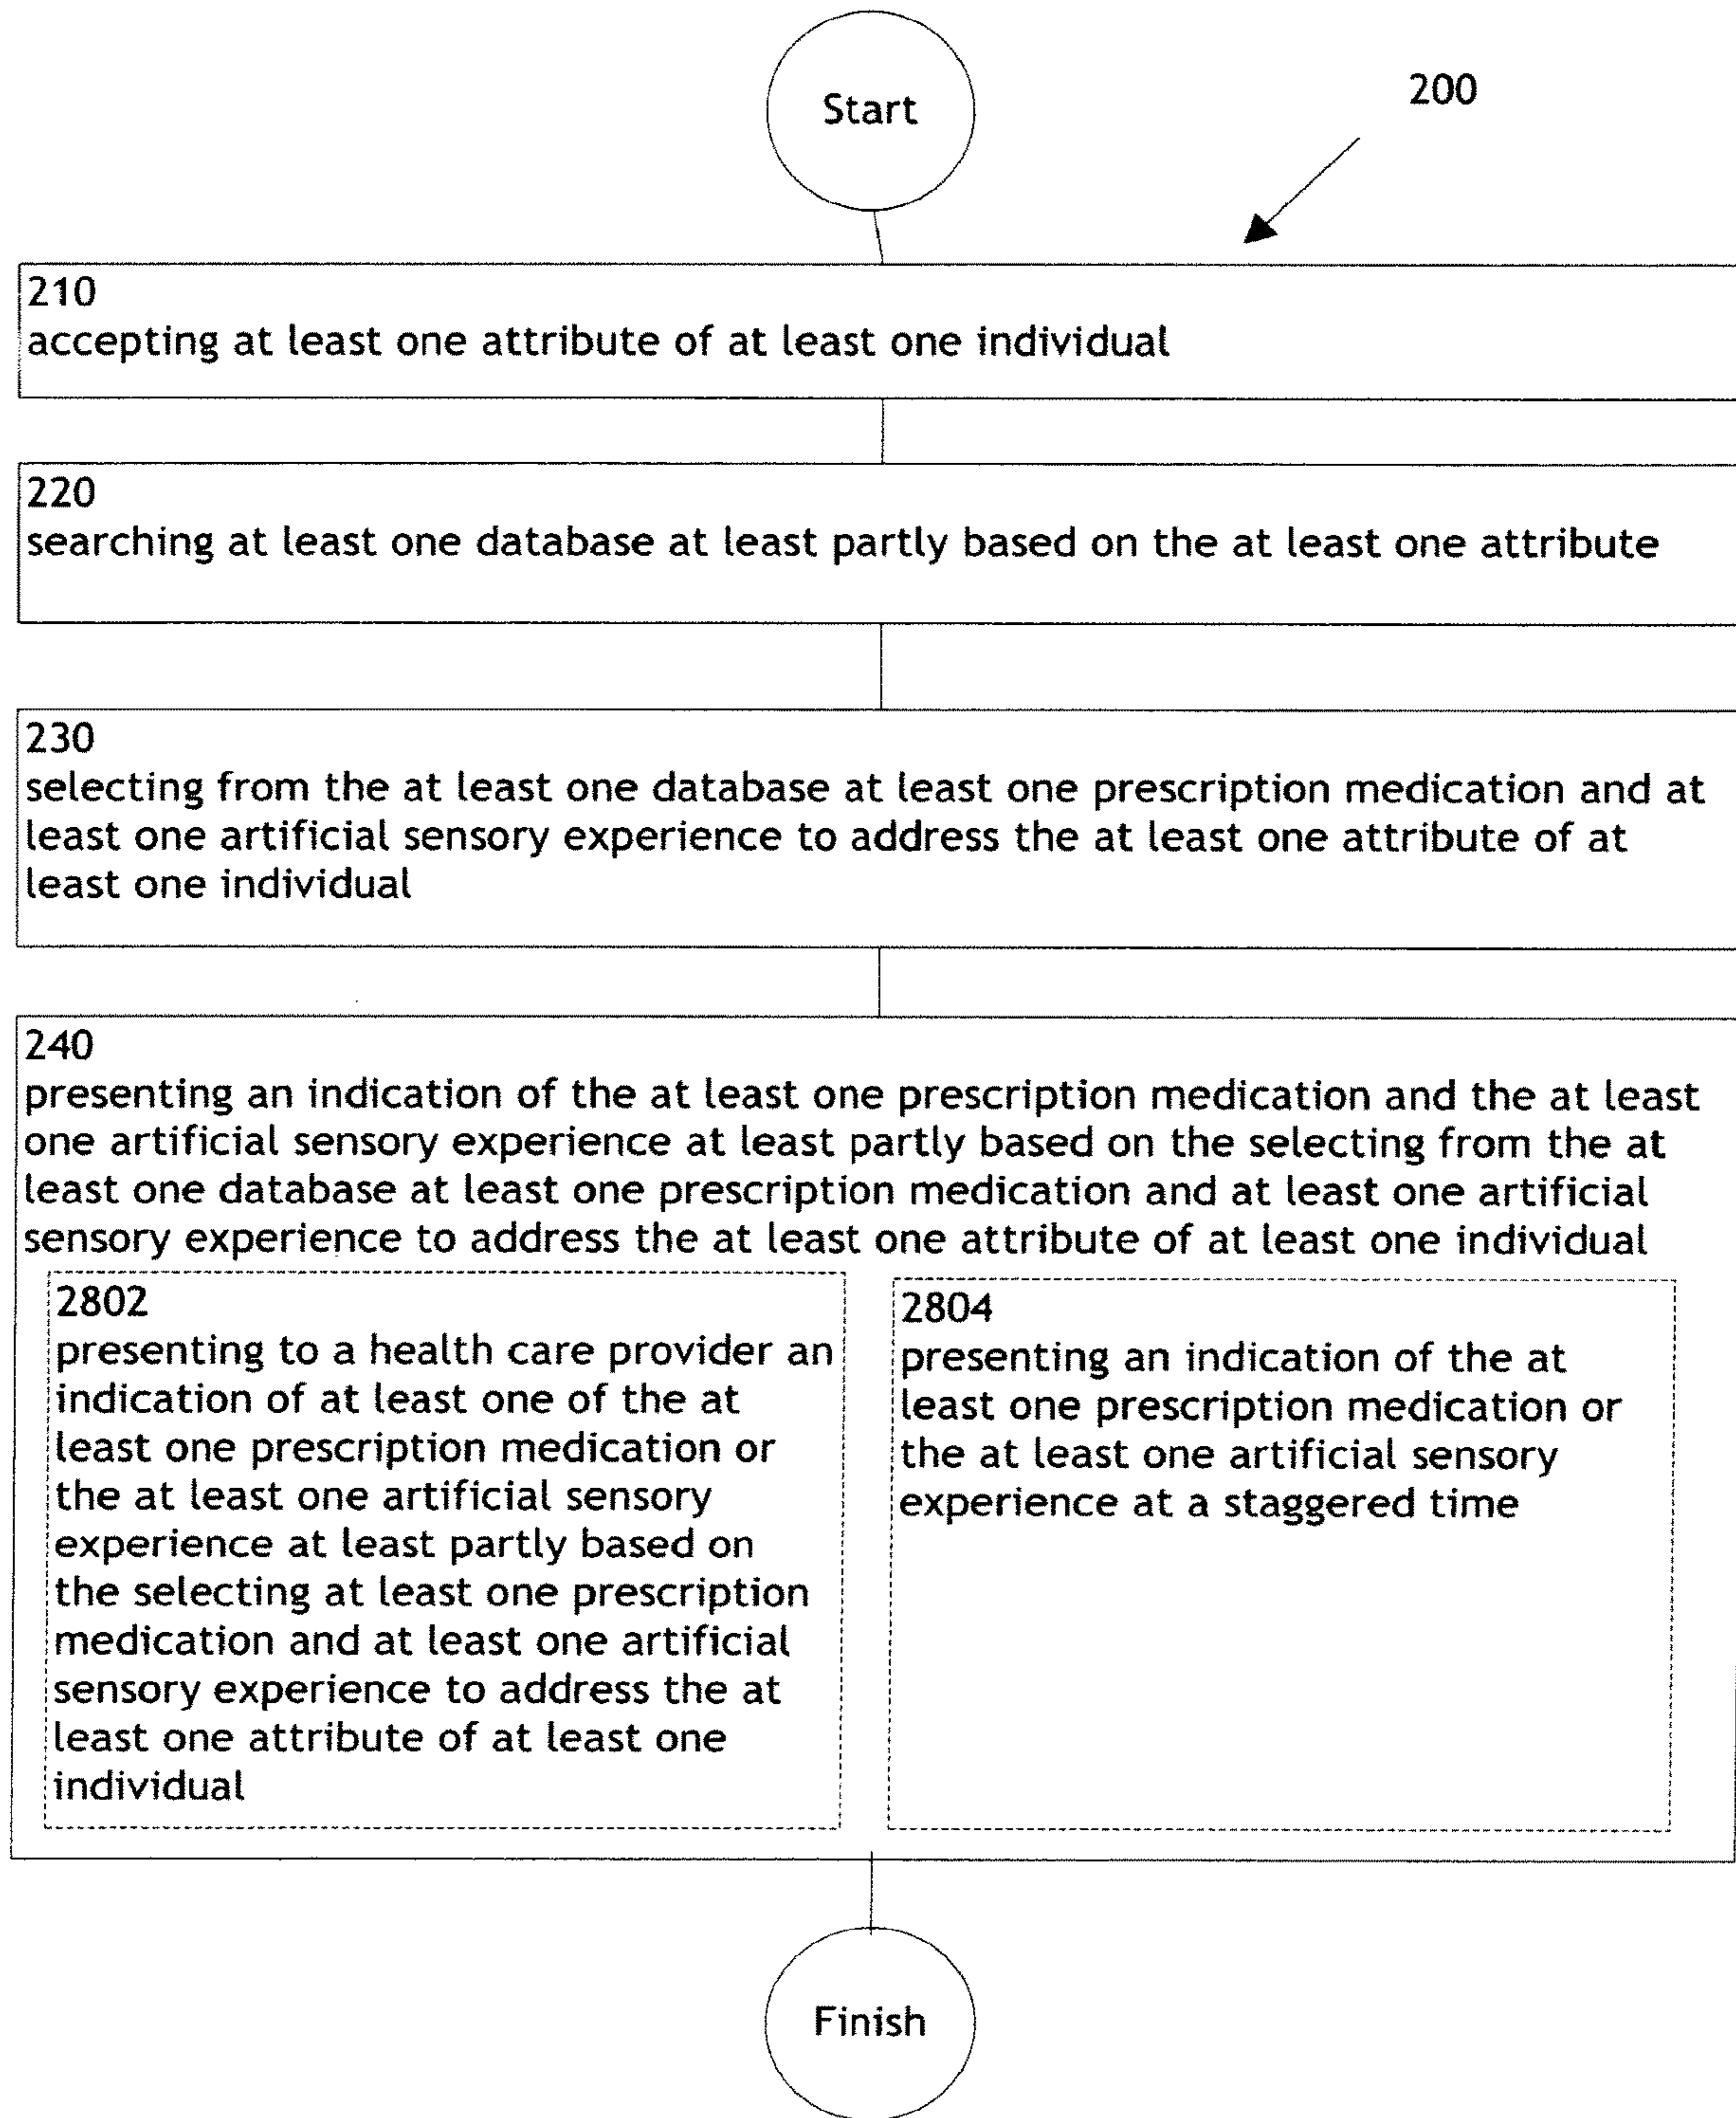 Start
200
210
accepting at least one attribute of at least one individual
220
searching at least one database at least partly based on the at least one attribute
230
selecting from the at least one database at least one prescription medication and at
least one artificial sensory experience to address the at least one attribute of at
least one individual
240
presenting an indication of the at least one prescription medication and the at least
one artificial sensory experience at least partly based on the selecting from the at
least one database at least one prescription medication and at least one artificial
sensory experience to address the at least one attribute of at least one individual
2802
presenting to a health care provider an
indication of at least one of the at
least one prescription medication or
the at least one artificial sensory
experience at least partly based on
the selecting at least one prescription
medication and at least one artificial
sensory experience to address the at
least one attribute of at least one
individual
2804
presenting an indication of the at
least one prescription medication or
the at least one artificial sensory
experience at a staggered time
Finish